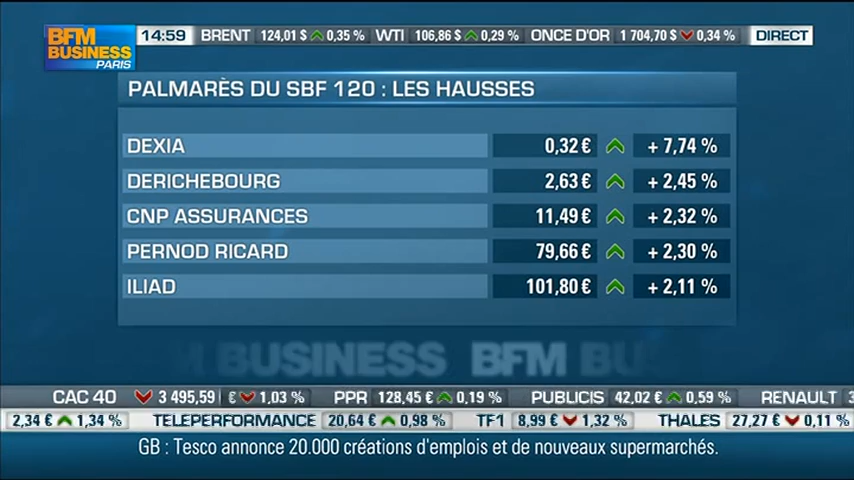 BFM BUSINESS PARIS 14:59 BRENT 124,01 $ 0,35 % WTI 106,86 $ 0,29 % ONCE D'OR 1 704,70 $ 0,34 % DIRECT
PALMARÈS DU SBF 120 : LES HAUSSES
DEXIA 0,32 € + 7,74 %
DERICHEBOURG 2,63 € + 2,45 %
CNP ASSURANCES 11,49 € + 2,32 %
PERNOD RICARD 79,66 € + 2,30 %
ILIAD 101,80 € + 2,11 %
BUSINESS BFM BU
CAC 40 3 495,59 € 1,03 % PPR 128,45 € 0,19 % PUBLICIS 42,02 € 0,59 % RENAULT 3
2,34 € 1,34 % TELEPERFORMANCE 20,64 € 0,98 % TF1 8,99 € 1,32 % THALES 27,27 € 0,11 %
GB : Tesco annonce 20.000 créations d'emplois et de nouveaux supermarchés.